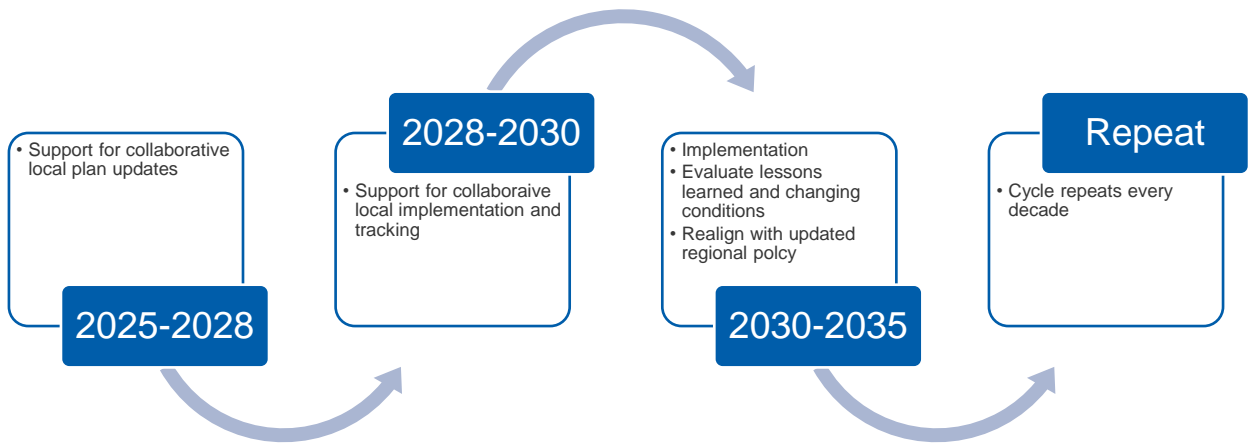 • Support for collaborative
local plan updates
2025-2028
2028-2030
• Support for collaboraive
local implementation and
tracking
• Implementation
• Evaluate lessons
learned and changing
conditions
• Realign with updated
regional polcy
2030-2035
Repeat
• Cycle repeats every
decade